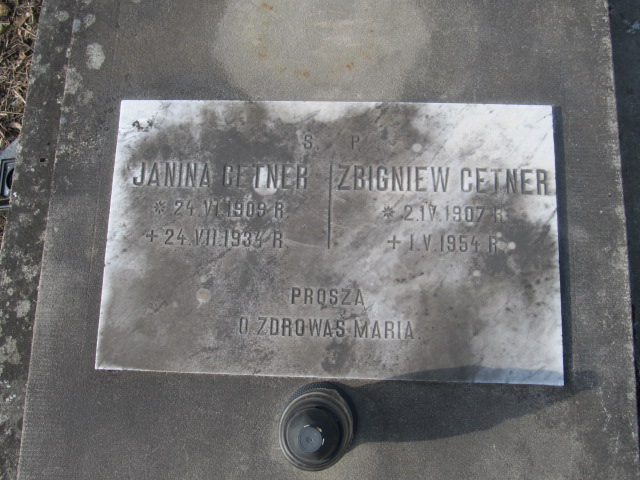 S. P.
JANINA CETNER
* 24.VI.1909 R.
+ 24.VII.1934 R.
ZBIGNIEW CETNER
* 2.IV.1907 R.
+ 1.V.1954 R.
PROSZĄ
O ZDROWAŚ MARIA